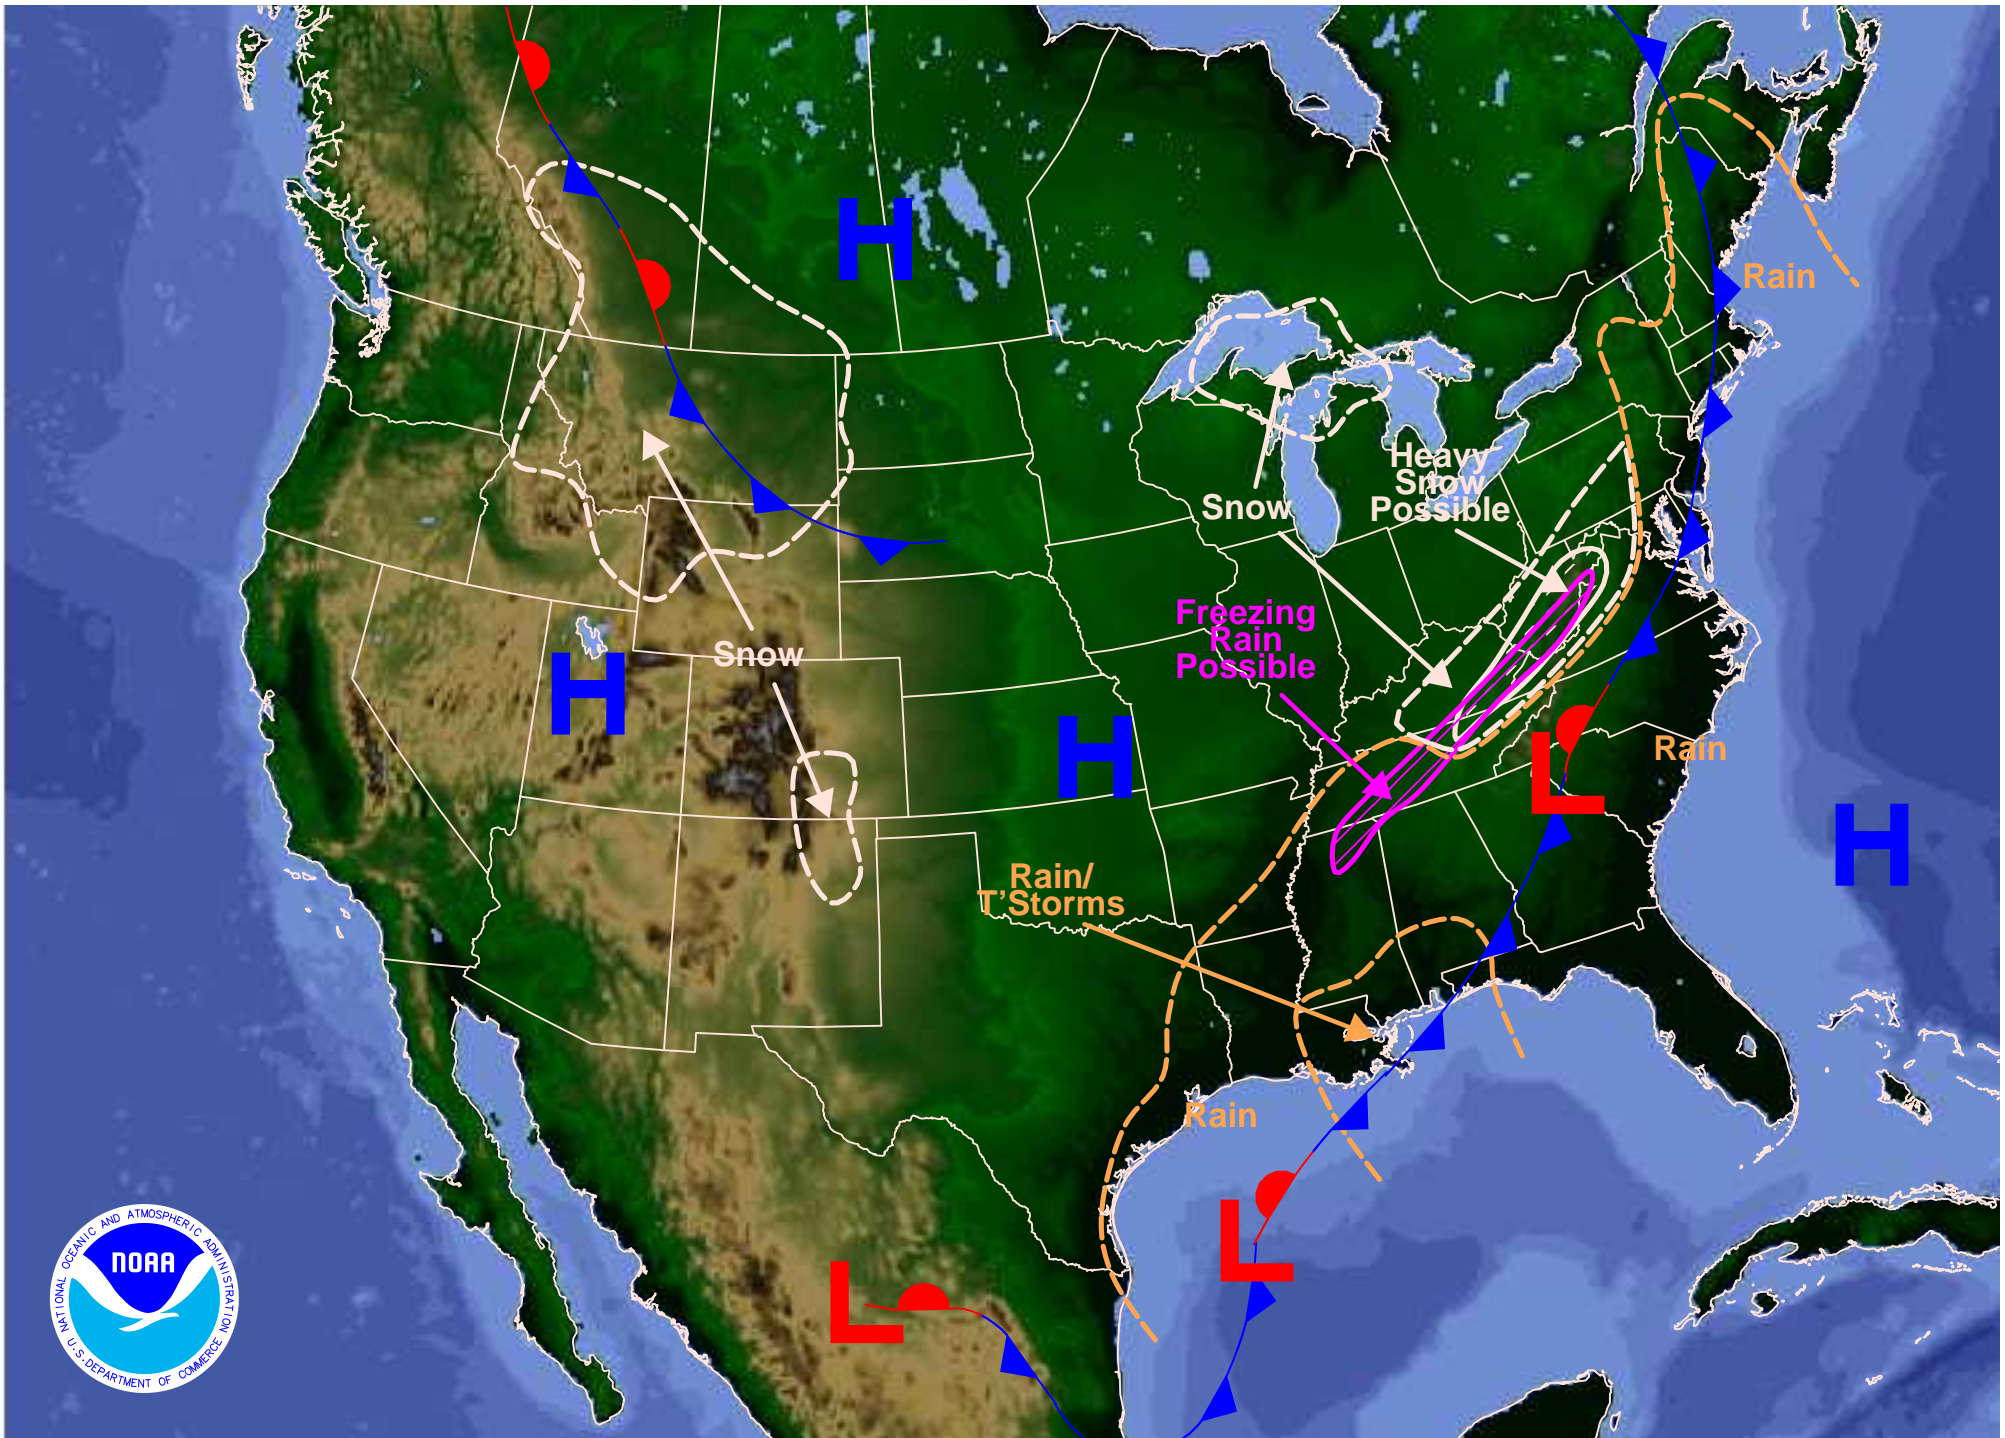 H
Rain
Heavy
Snow
Possible
Snow
Freezing
Rain
Possible
Snow
H
H
Rain
L
H
Rain/
T'Storms
Rain
L
L
NATIONAL OCEANIC AND ATMOSPHERIC ADMINISTRATION
NOAA
U.S. DEPARTMENT OF COMMERCE